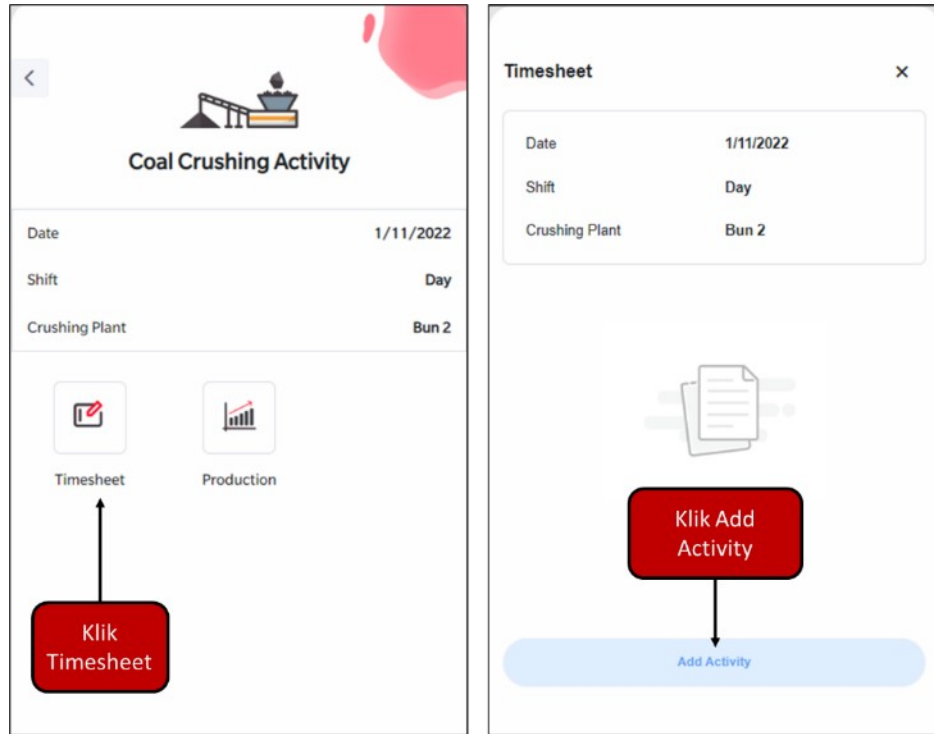 Coal Crushing Activity
Date 1/11/2022
Shift Day
Crushing Plant Bun 2
Timesheet Production
Klik
Timesheet
Timesheet
Date 1/11/2022
Shift Day
Crushing Plant Bun 2
Klik Add
Activity
Add Activity